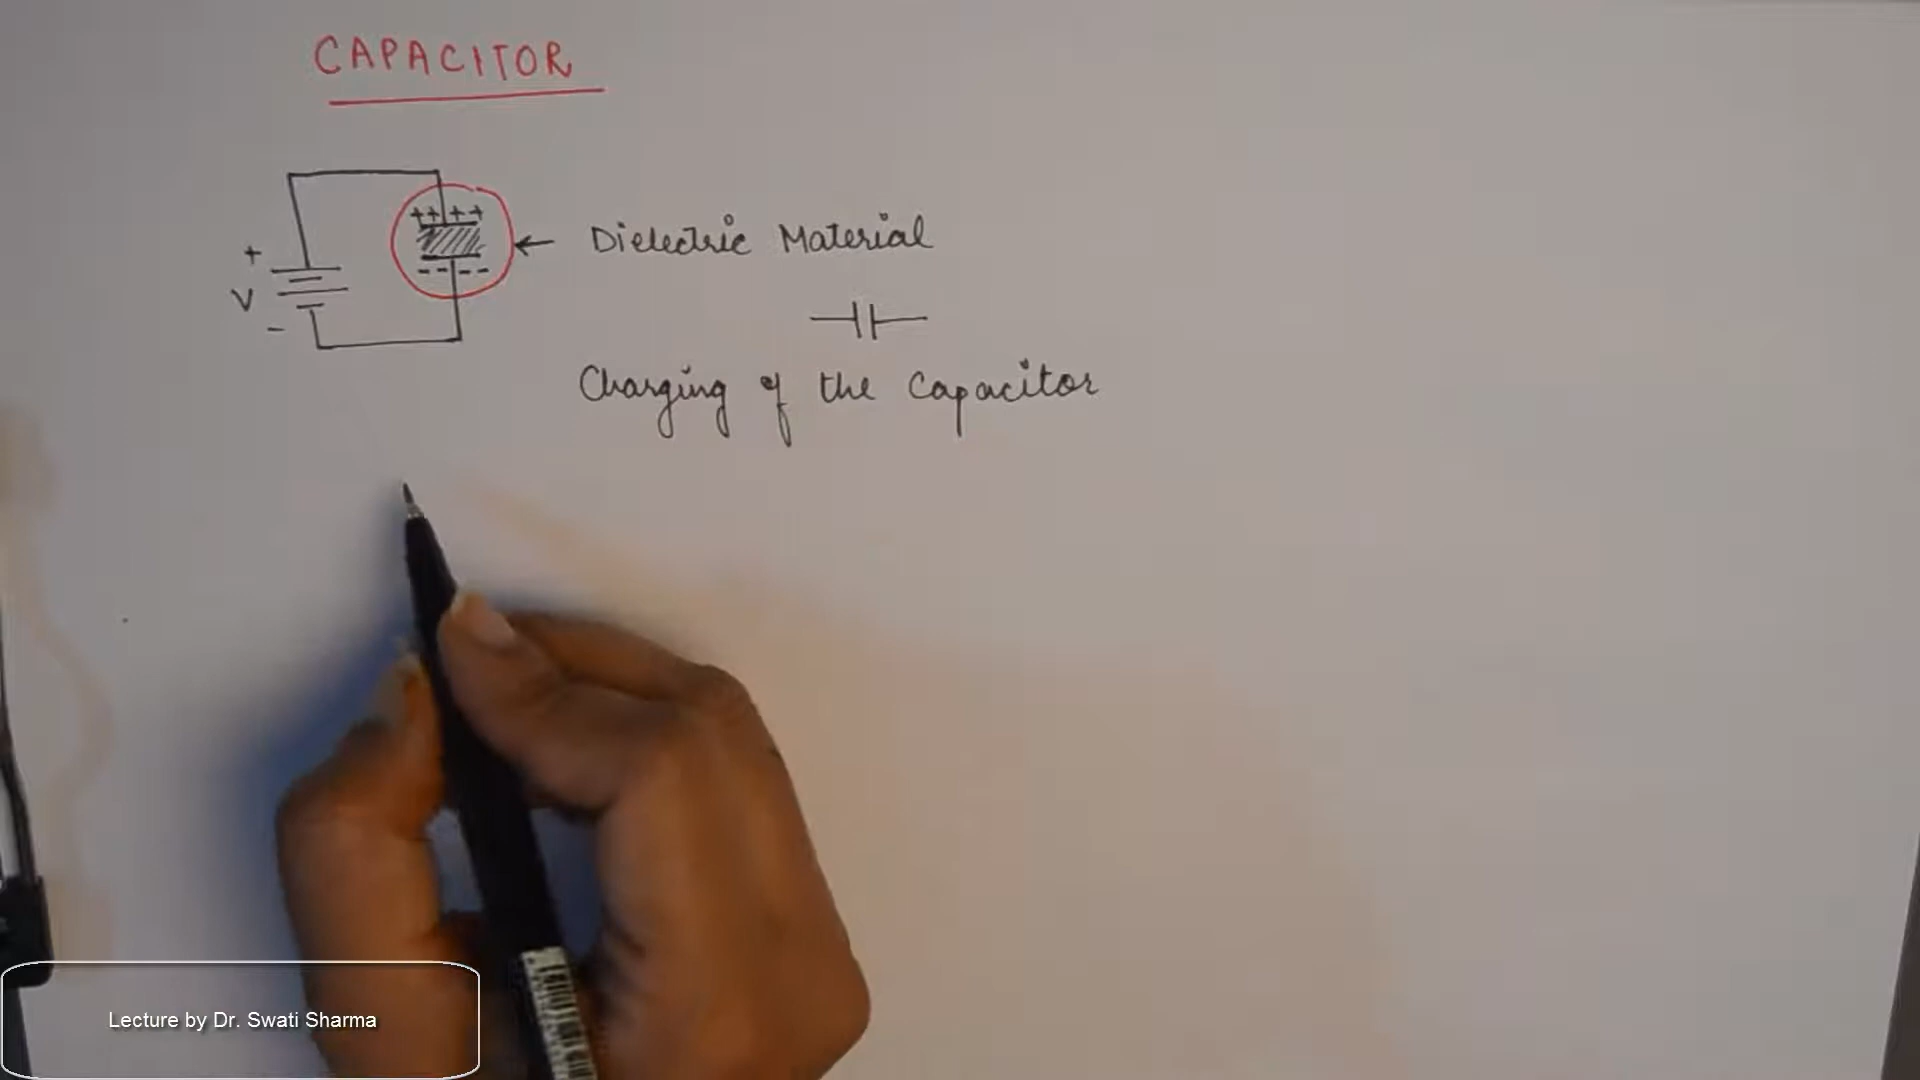 CAPACITOR
++++
Dielectric Material
+
V
-
----
Charging of the Capacitor
Lecture by Dr. Swati Sharma